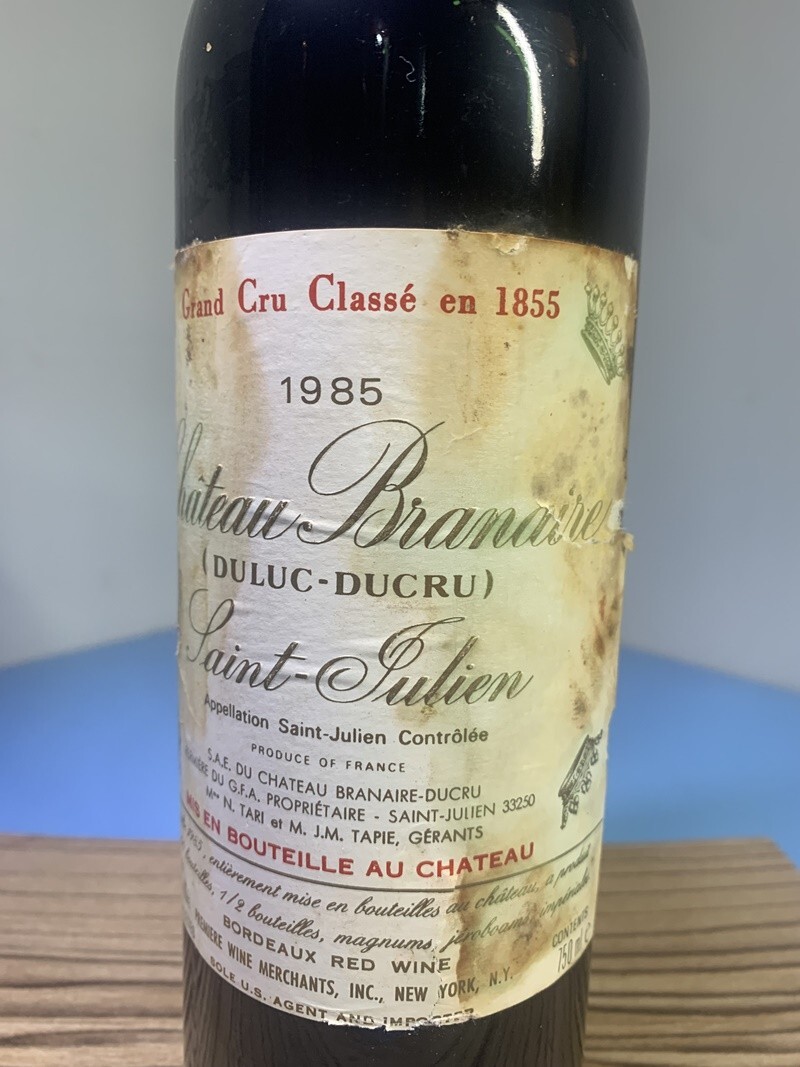 Grand Cru Classé en 1855
1985
Château Branaire
(DULUC-DUCRU)
Saint-Julien
Appellation Saint-Julien Contrôlée
PRODUCE OF FRANCE
S.A.E. DU CHATEAU BRANAIRE-DUCRU
DU G.F.A. PROPRIÉTAIRE - SAINT-JULIEN 33250
Mme N. TARI et M. J.M. TAPIE, GÉRANTS
MIS EN BOUTEILLE AU CHATEAU
entièrement mise en bouteilles au château, a produit
bouteilles, 1/2 bouteilles, magnums, jéroboams, impériales
BORDEAUX RED WINE
CONTENTS
750 ml
PREMIERE WINE MERCHANTS, INC., NEW YORK, N.Y.
SOLE U.S. AGENT AND IMPORTER